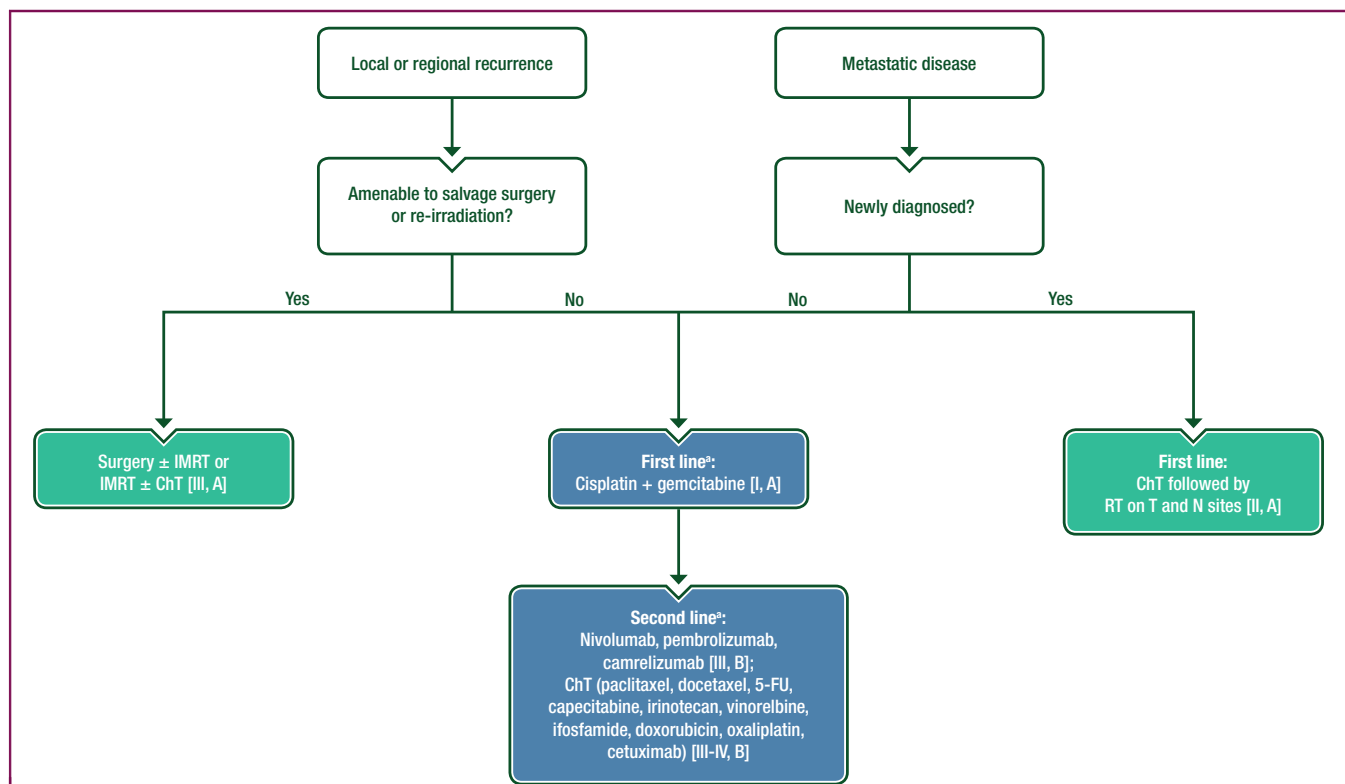 Local or regional recurrence
Metastatic disease
Amenable to salvage surgery
or re-irradiation?
Newly diagnosed?
Yes
No
No
Yes
Surgery ± IMRT or
IMRT ± ChT [III, A]
First lineᵃ:
Cisplatin + gemcitabine [I, A]
First line:
ChT followed by
RT on T and N sites [II, A]
Second lineᵃ:
Nivolumab, pembrolizumab,
camrelizumab [III, B];
ChT (paclitaxel, docetaxel, 5-FU,
capecitabine, irinotecan, vinorelbine,
ifosfamide, doxorubicin, oxaliplatin,
cetuximab) [III-IV, B]